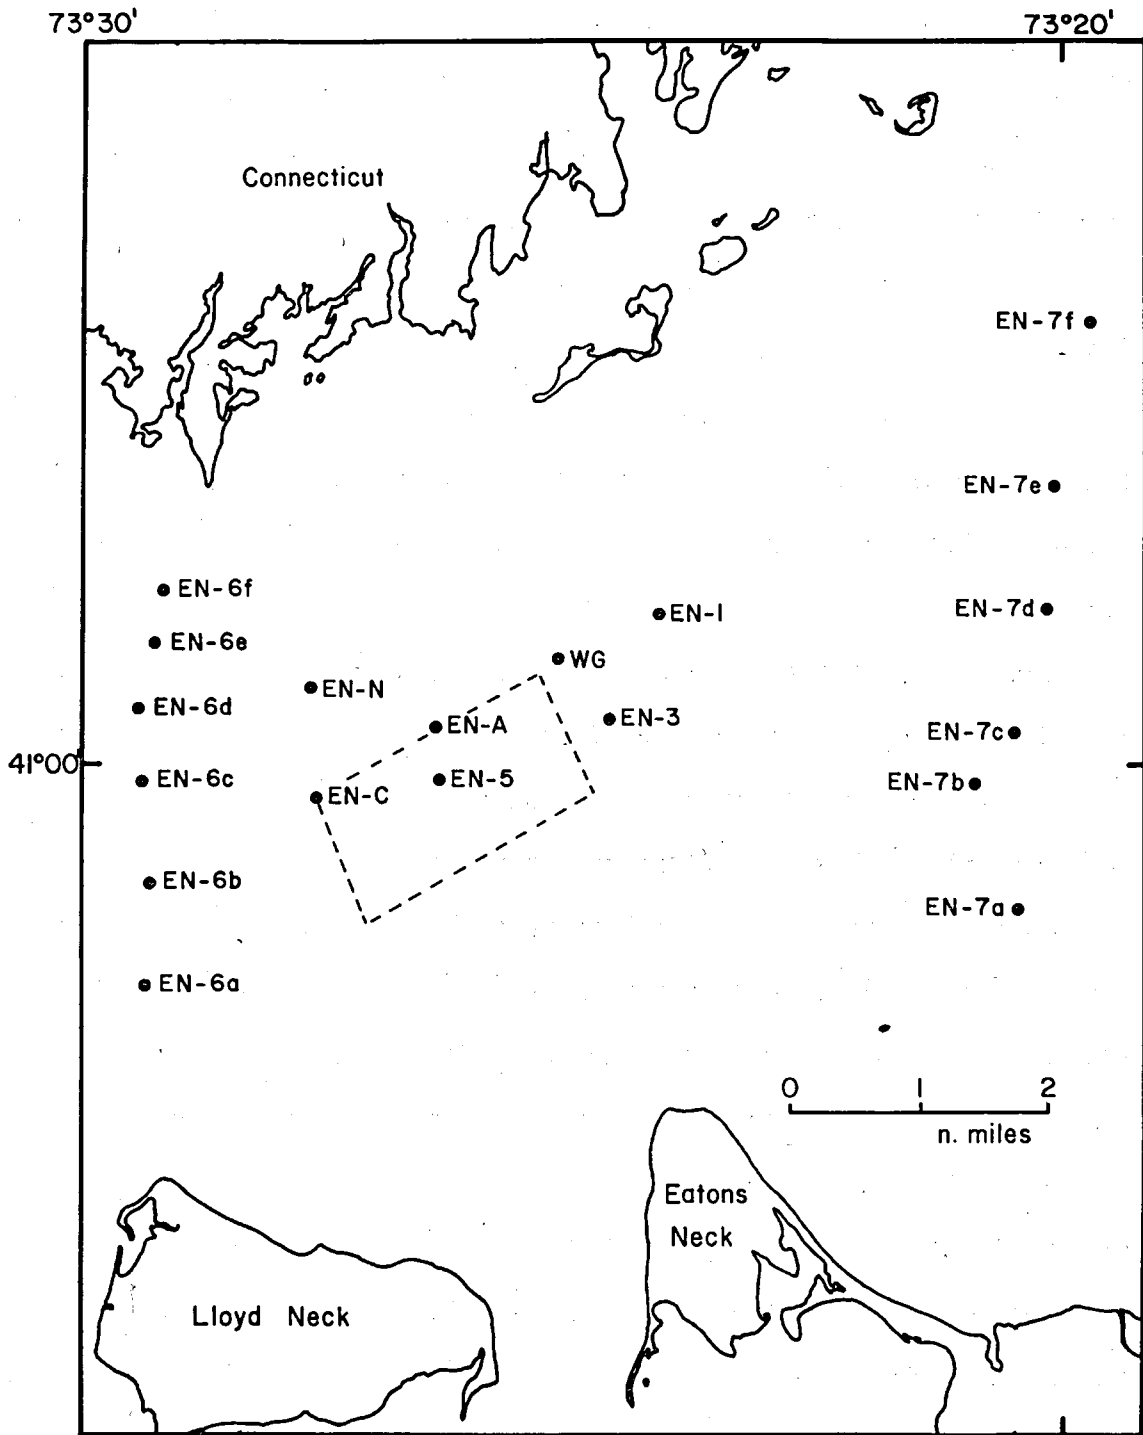 73°30'
73°20'
Connecticut
EN-7f
EN-7e
EN-6f
EN-7d
EN-1
EN-6e
WG
EN-N
EN-6d
EN-3
EN-A
EN-7c
41°00'
EN-6c
EN-5
EN-7b
EN-C
EN-6b
EN-7a
EN-6a
0 1 2
n. miles
Eatons
Neck
Lloyd Neck